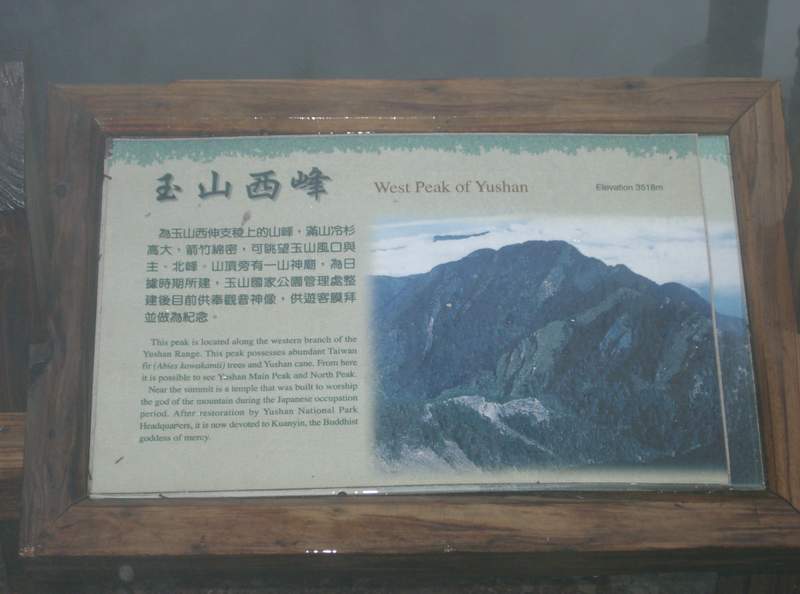 玉山西峰
West Peak of Yushan
Elevation 3518m
為玉山西伸支稜上的山峰，滿山冷杉
高大，箭竹綿密，可眺望玉山風口與
主、北峰。山頂旁有一山神廟，為日
據時期所建，玉山國家公園管理處整
建後目前供奉觀音神像，供遊客膜拜
並做為紀念。
This peak is located along the western branch of the
Yushan Range. This peak possesses abundant Taiwan
fir (Abies kawakamii) trees and Yushan cane. From here
it is possible to see Yushan Main Peak and North Peak.
Near the summit is a temple that was built to worship
the god of the mountain during the Japanese occupation
period. After restoration by Yushan National Park
Headquarters, it is now devoted to Kuanyin, the Buddhist
goddess of mercy.